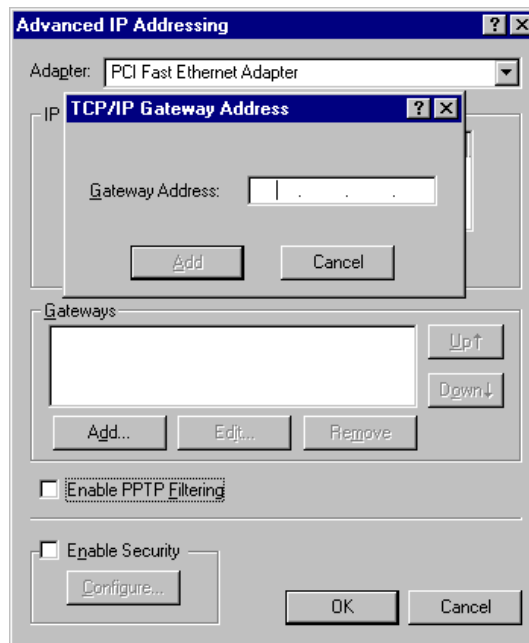 Advanced IP Addressing
Adapter: PCI Fast Ethernet Adapter
IP
TCP/IP Gateway Address
Gateway Address: . . .
Add Cancel
Gateways
Up↑
Down↓
Add... Edit... Remove
Enable PPTP Filtering
Enable Security
Configure...
OK Cancel